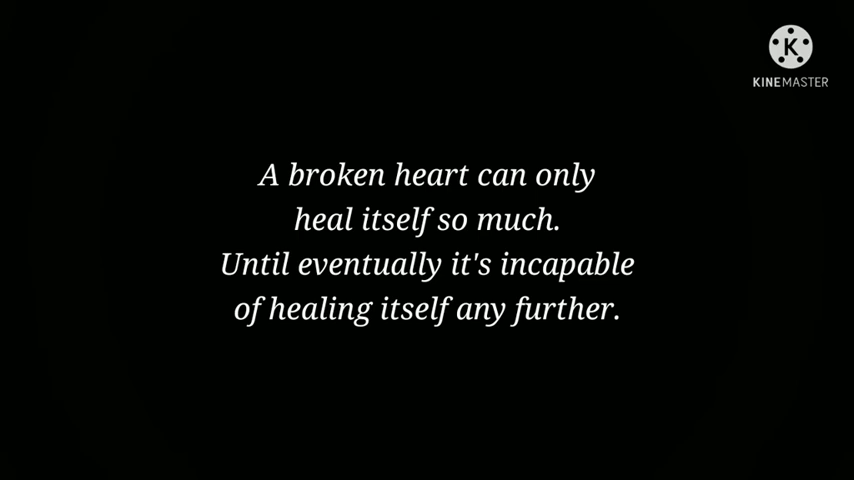 K
KINEMASTER
A broken heart can only
heal itself so much.
Until eventually it's incapable
of healing itself any further.